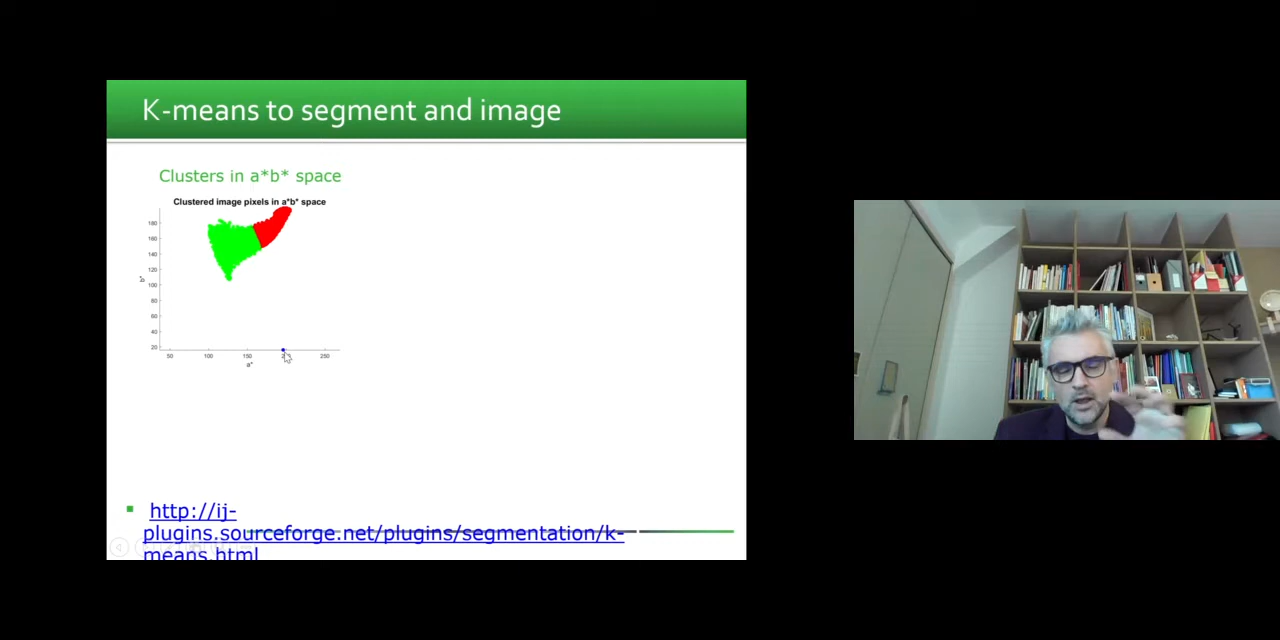 K-means to segment and image
Clusters in a*b* space
Clustered image pixels in a*b* space
180
160
140
120
100
80
60
40
20
b*
50
100
150
250
a*
http://ij-
plugins.sourceforge.net/plugins/segmentation/k-
means.html